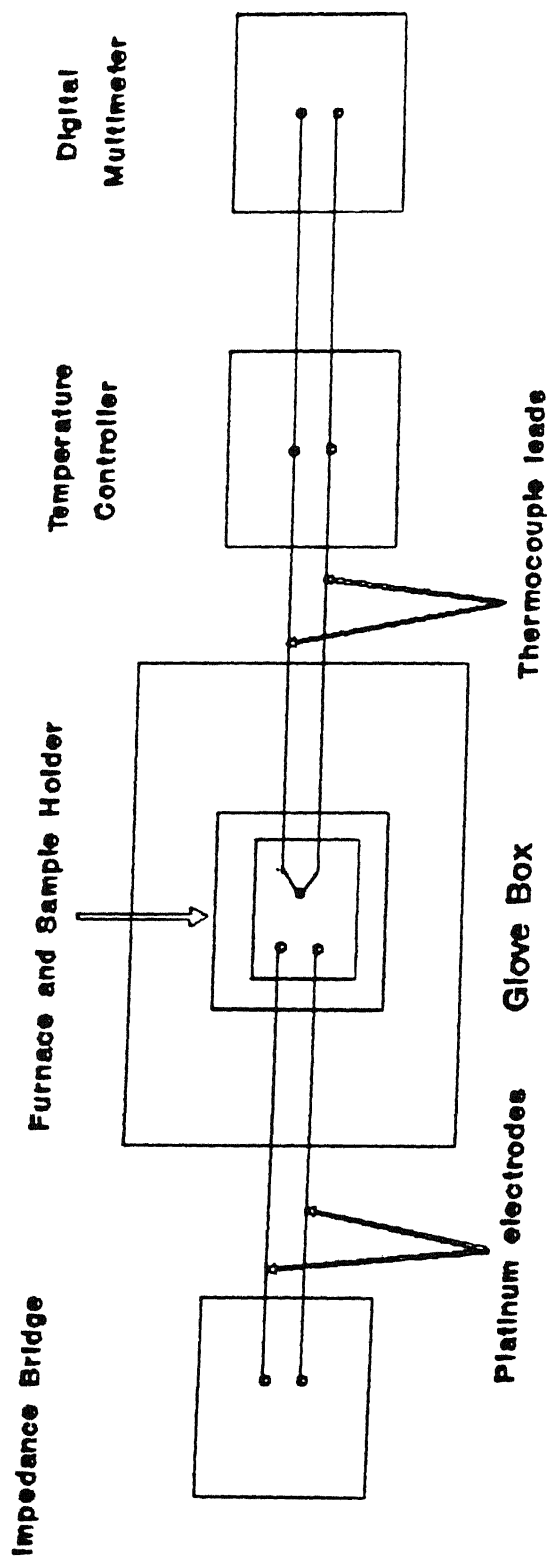 Impedance Bridge
Furnace and Sample Holder
Temperature
Controller
Digital
Multimeter
Platinum electrodes
Glove Box
Thermocouple leads